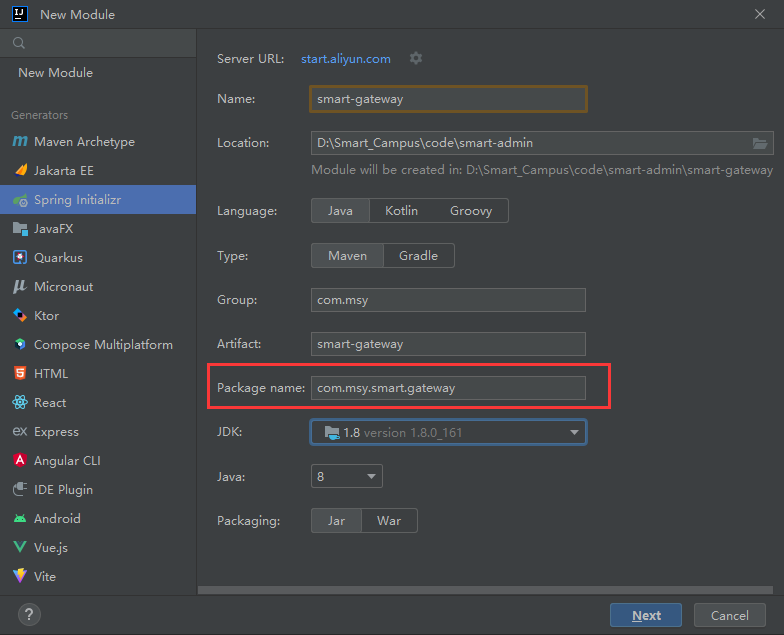 New Module
New Module
Generators
Maven Archetype
Jakarta EE
Spring Initializr
JavaFX
Quarkus
Micronaut
Ktor
Compose Multiplatform
HTML
React
Express
Angular CLI
IDE Plugin
Android
Vue.js
Vite
Server URL: start.aliyun.com
Name: smart-gateway
Location: D:\Smart_Campus\code\smart-admin
Module will be created in: D:\Smart_Campus\code\smart-admin\smart-gateway
Language: Java Kotlin Groovy
Type: Maven Gradle
Group: com.msy
Artifact: smart-gateway
Package name: com.msy.smart.gateway
JDK: 1.8 version 1.8.0_161
Java: 8
Packaging: Jar War
? Next Cancel